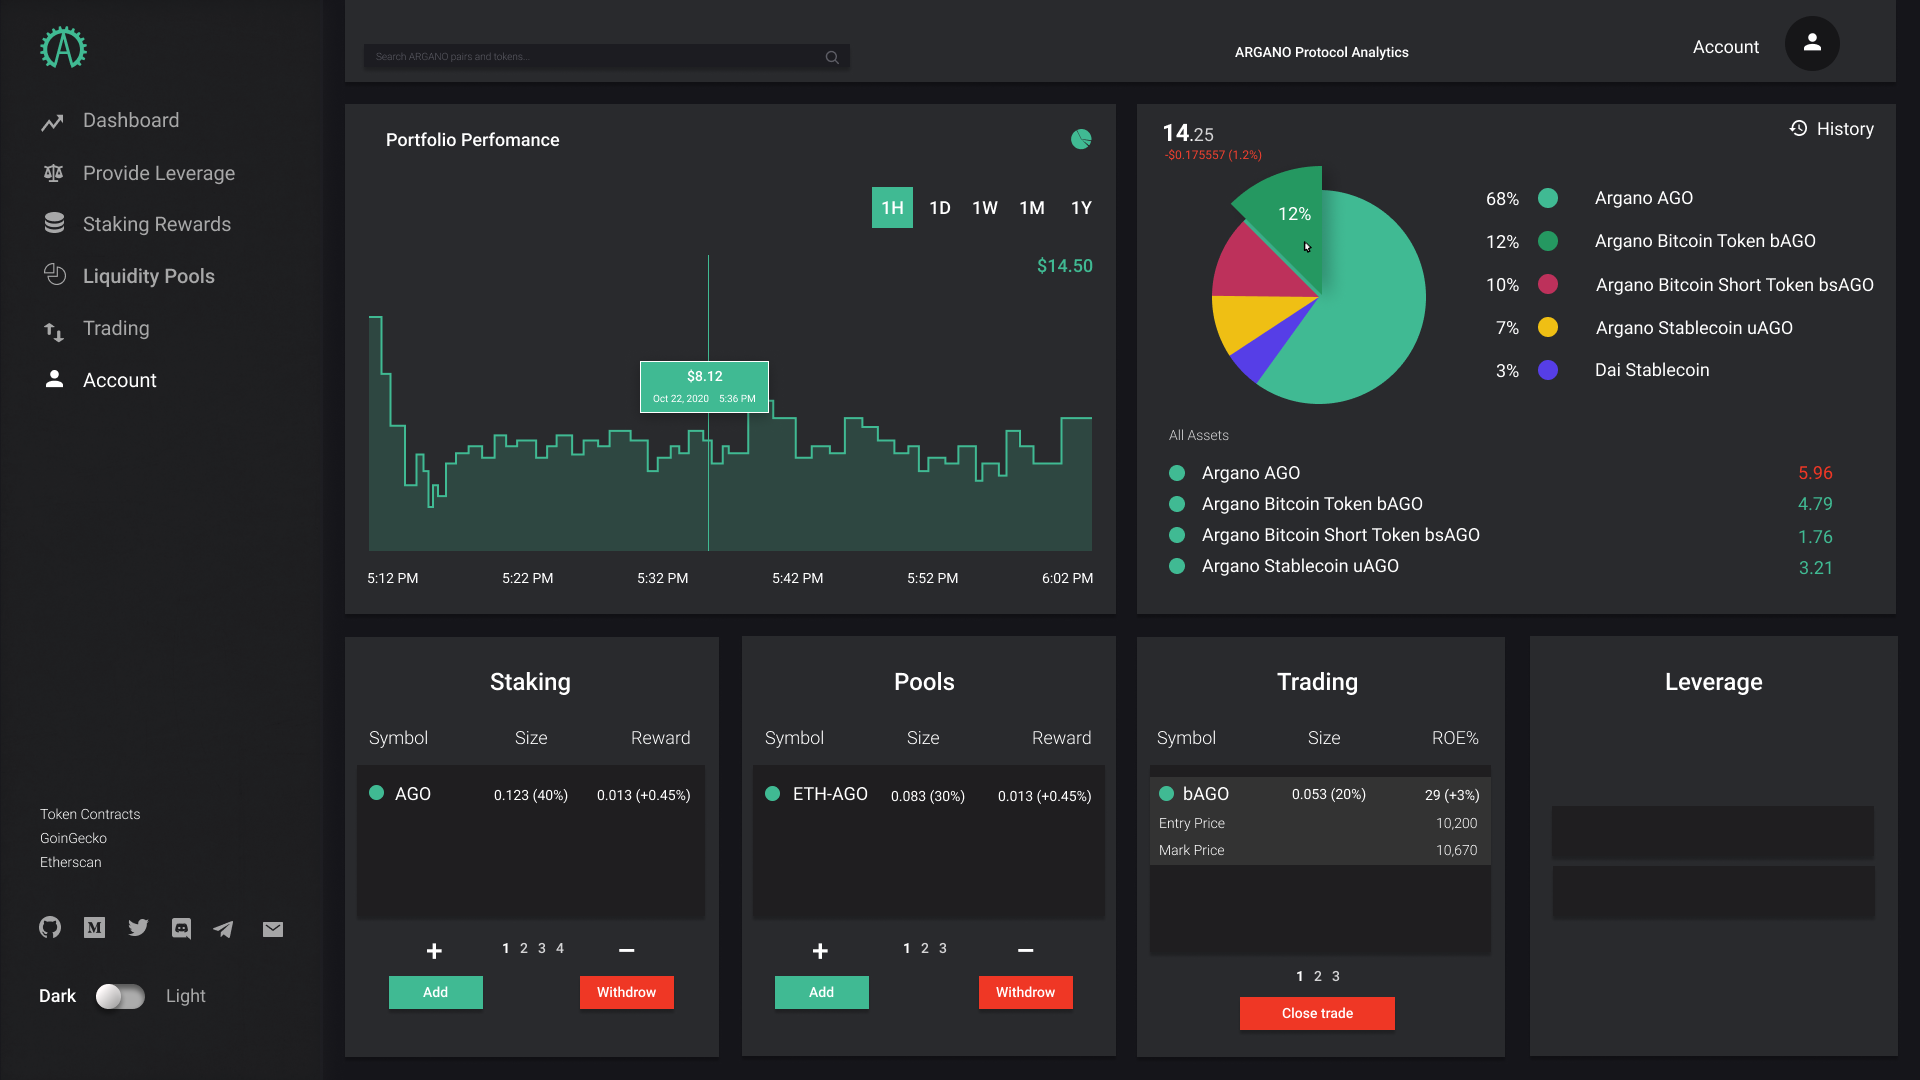 Search ARGANO pairs and tokens...
ARGANO Protocol Analytics
Account
Dashboard
Provide Leverage
Staking Rewards
Liquidity Pools
Trading
Account
Token Contracts
GoinGecko
Etherscan
Dark
Light
Portfolio Perfomance
1H 1D 1W 1M 1Y
$14.50
$8.12
Oct 22, 2020 5:36 PM
5:12 PM 5:22 PM 5:32 PM 5:42 PM 5:52 PM 6:02 PM
14.25
-$0.175557 (1.2%)
History
12%
68% Argano AGO
12% Argano Bitcoin Token bAGO
10% Argano Bitcoin Short Token bsAGO
7% Argano Stablecoin uAGO
3% Dai Stablecoin
All Assets
Argano AGO 5.96
Argano Bitcoin Token bAGO 4.79
Argano Bitcoin Short Token bsAGO 1.76
Argano Stablecoin uAGO 3.21
Staking
Symbol Size Reward
AGO 0.123 (40%) 0.013 (+0.45%)
+ 1 2 3 4 −
Add Withdrow
Pools
Symbol Size Reward
ETH-AGO 0.083 (30%) 0.013 (+0.45%)
+ 1 2 3 −
Add Withdrow
Trading
Symbol Size ROE%
bAGO 0.053 (20%) 29 (+3%)
Entry Price 10,200
Mark Price 10,670
1 2 3
Close trade
Leverage